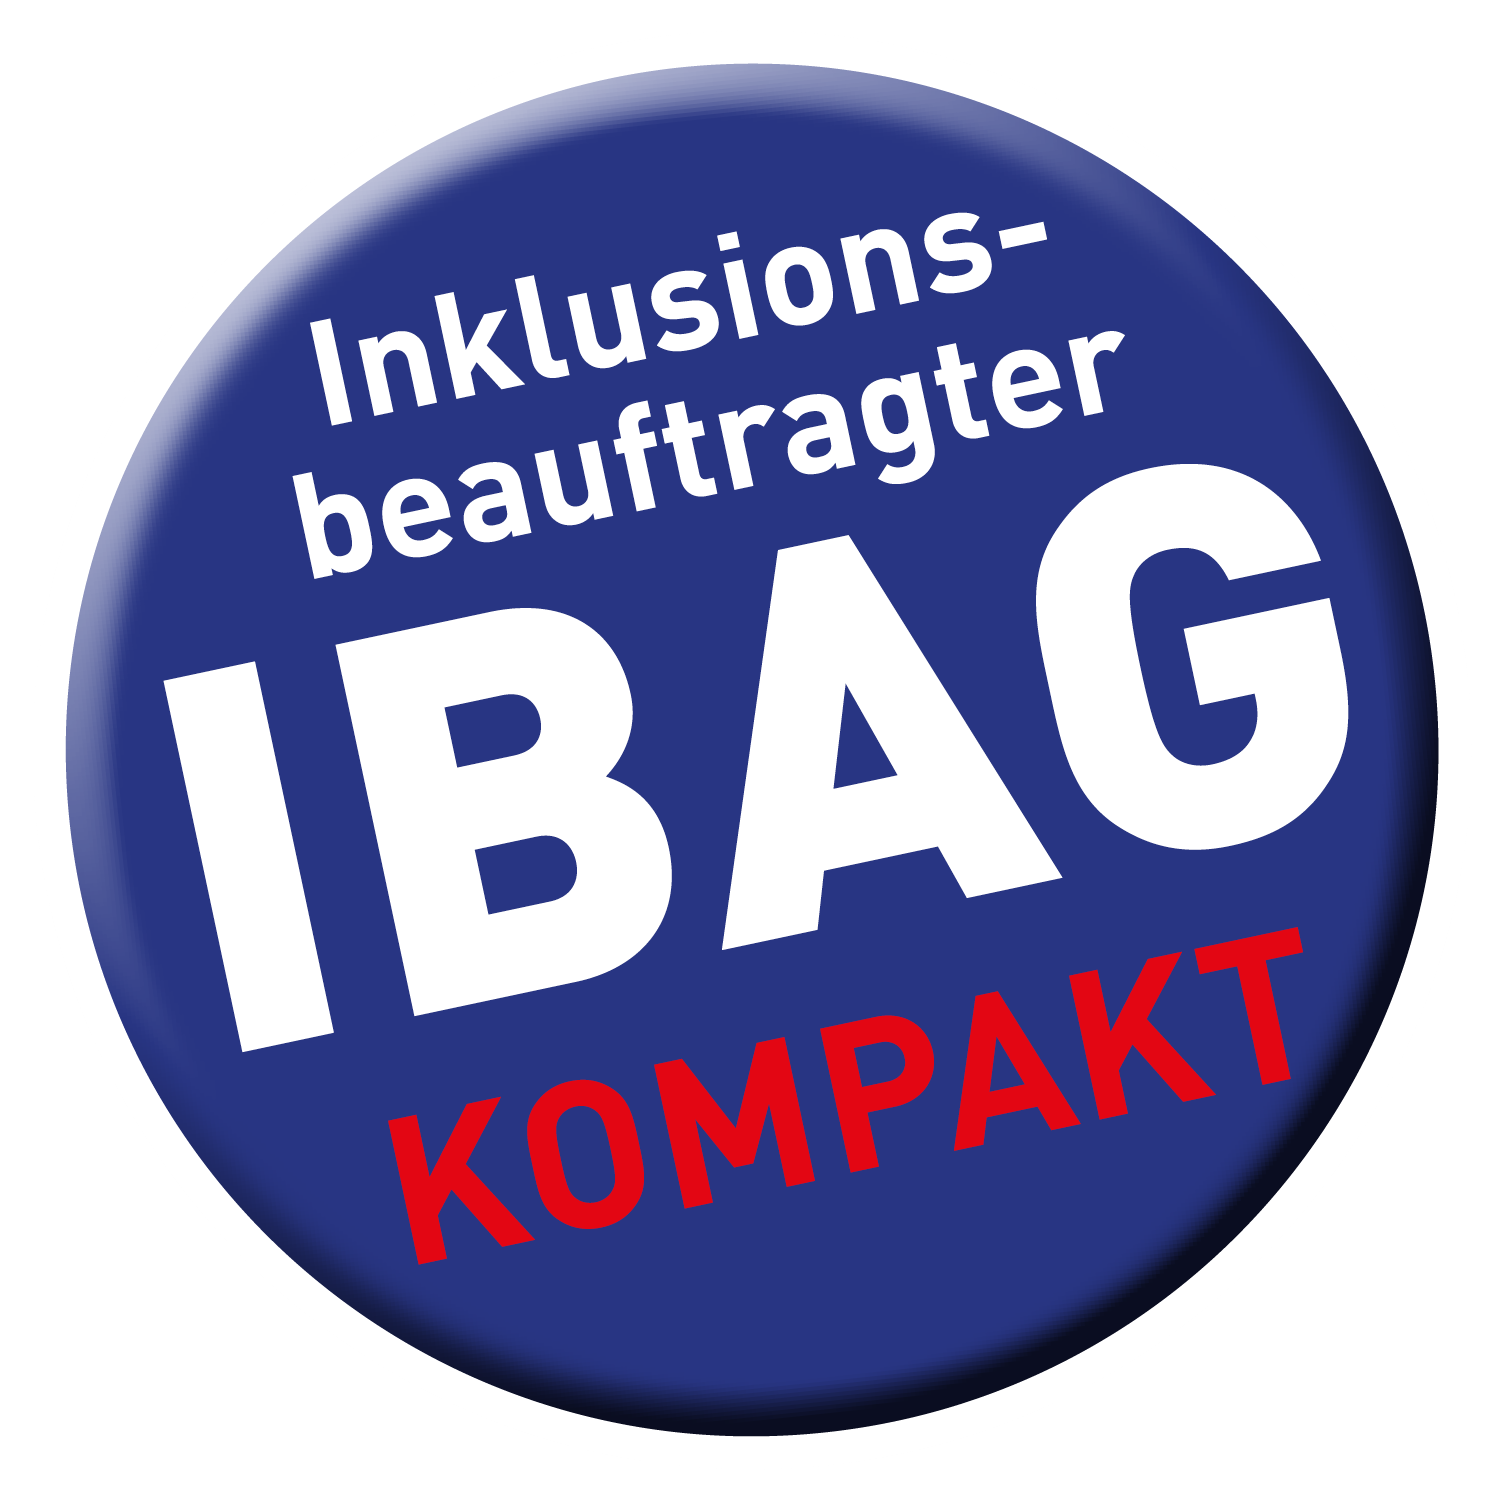 Inklusions-
beauftragter
IBAG
KOMPAKT